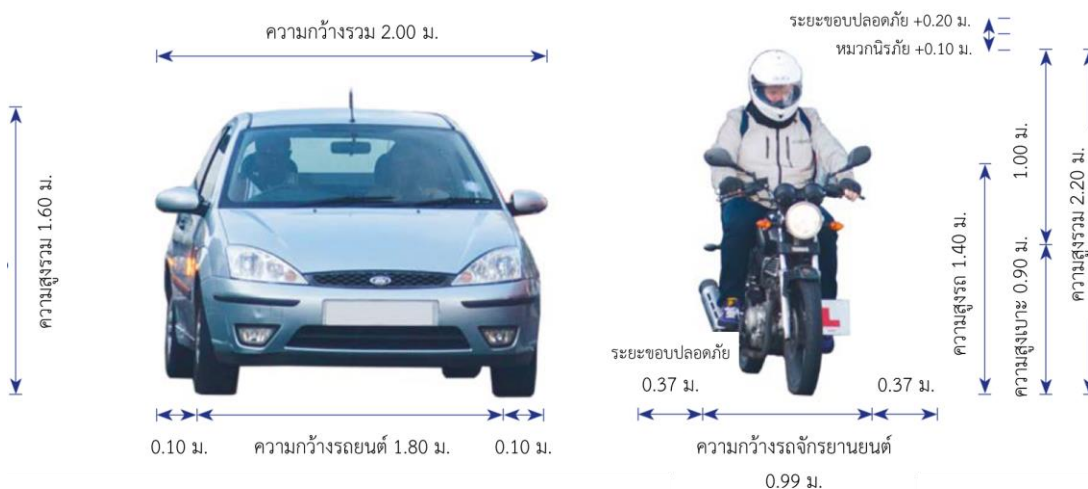 ความกว้างรวม 2.00 ม.
ความสูงรวม 1.60 ม.
0.10 ม.
ความกว้างรถยนต์ 1.80 ม.
0.10 ม.
ระยะขอบปลอดภัย +0.20 ม.
หมวกนิรภัย +0.10 ม.
1.00 ม.
ความสูงรวม 2.20 ม.
ความสูงรถ 1.40 ม.
ความสูงเบาะ 0.90 ม.
L
ระยะขอบปลอดภัย
0.37 ม.
0.37 ม.
ความกว้างรถจักรยานยนต์
0.99 ม.